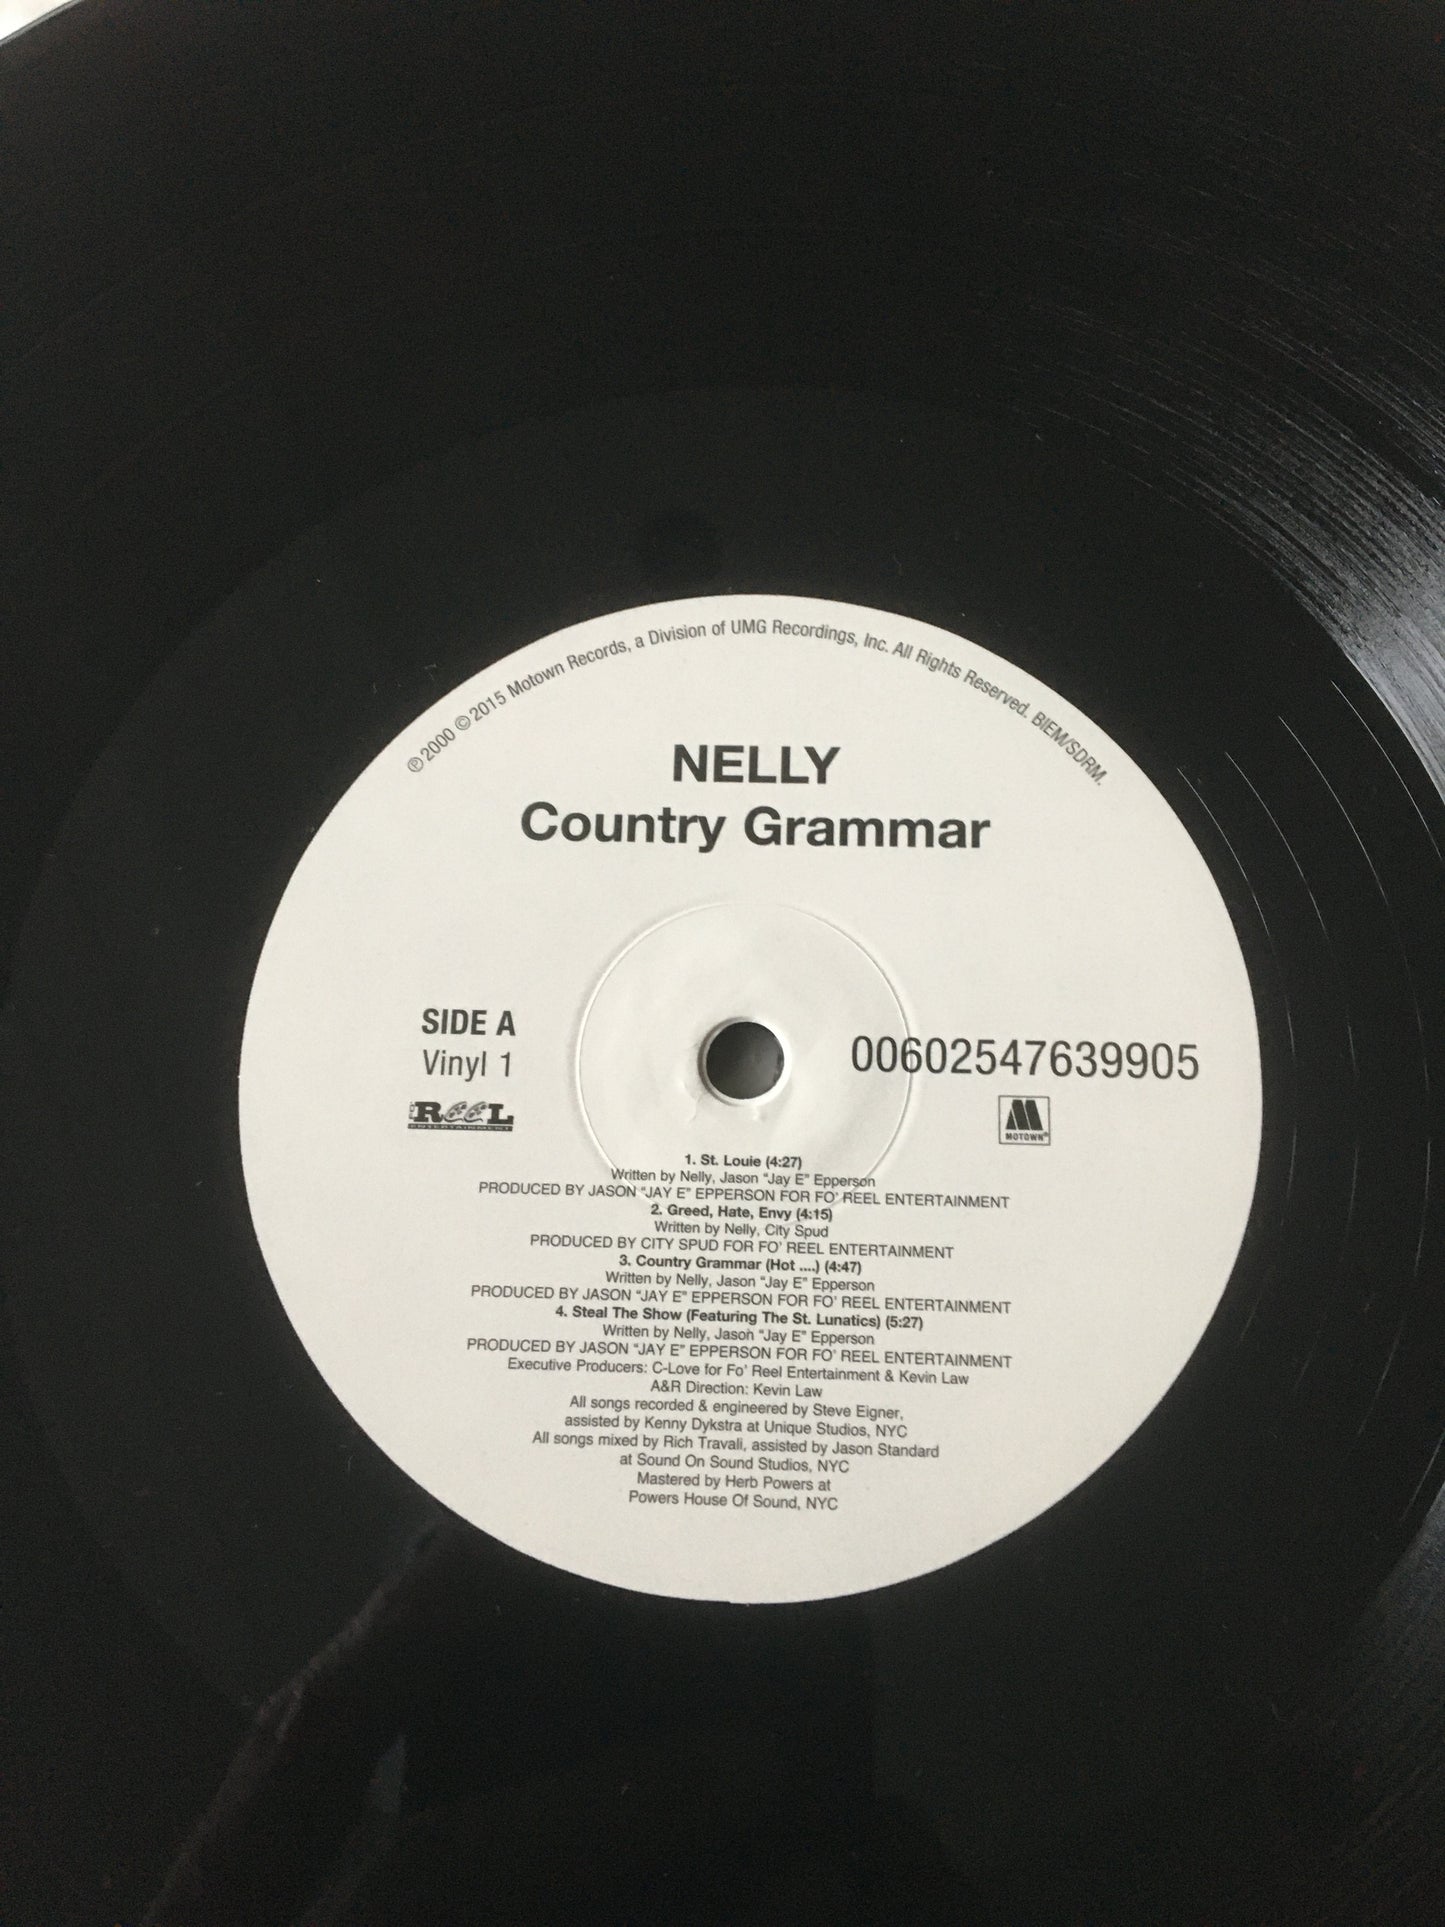 ℗ 2000 © 2015 Motown Records, a Division of UMG Recordings, Inc. All Rights Reserved. BIEM/SDRM.
NELLY
Country Grammar
SIDE A
Vinyl 1
00602547639905
REEL
ENTERTAINMENT
MOTOWN®
1. St. Louie (4:27)
Written by Nelly, Jason “Jay E” Epperson
PRODUCED BY JASON “JAY E” EPPERSON FOR FO’ REEL ENTERTAINMENT
2. Greed, Hate, Envy (4:15)
Written by Nelly, City Spud
PRODUCED BY CITY SPUD FOR FO’ REEL ENTERTAINMENT
3. Country Grammar (Hot ....) (4:47)
Written by Nelly, Jason “Jay E” Epperson
PRODUCED BY JASON “JAY E” EPPERSON FOR FO’ REEL ENTERTAINMENT
4. Steal The Show (Featuring The St. Lunatics) (5:27)
Written by Nelly, Jason “Jay E” Epperson
PRODUCED BY JASON “JAY E” EPPERSON FOR FO’ REEL ENTERTAINMENT
Executive Producers: C-Love for Fo’ Reel Entertainment & Kevin Law
A&R Direction: Kevin Law
All songs recorded & engineered by Steve Eigner,
assisted by Kenny Dykstra at Unique Studios, NYC
All songs mixed by Rich Travali, assisted by Jason Standard
at Sound On Sound Studios, NYC
Mastered by Herb Powers at
Powers House Of Sound, NYC